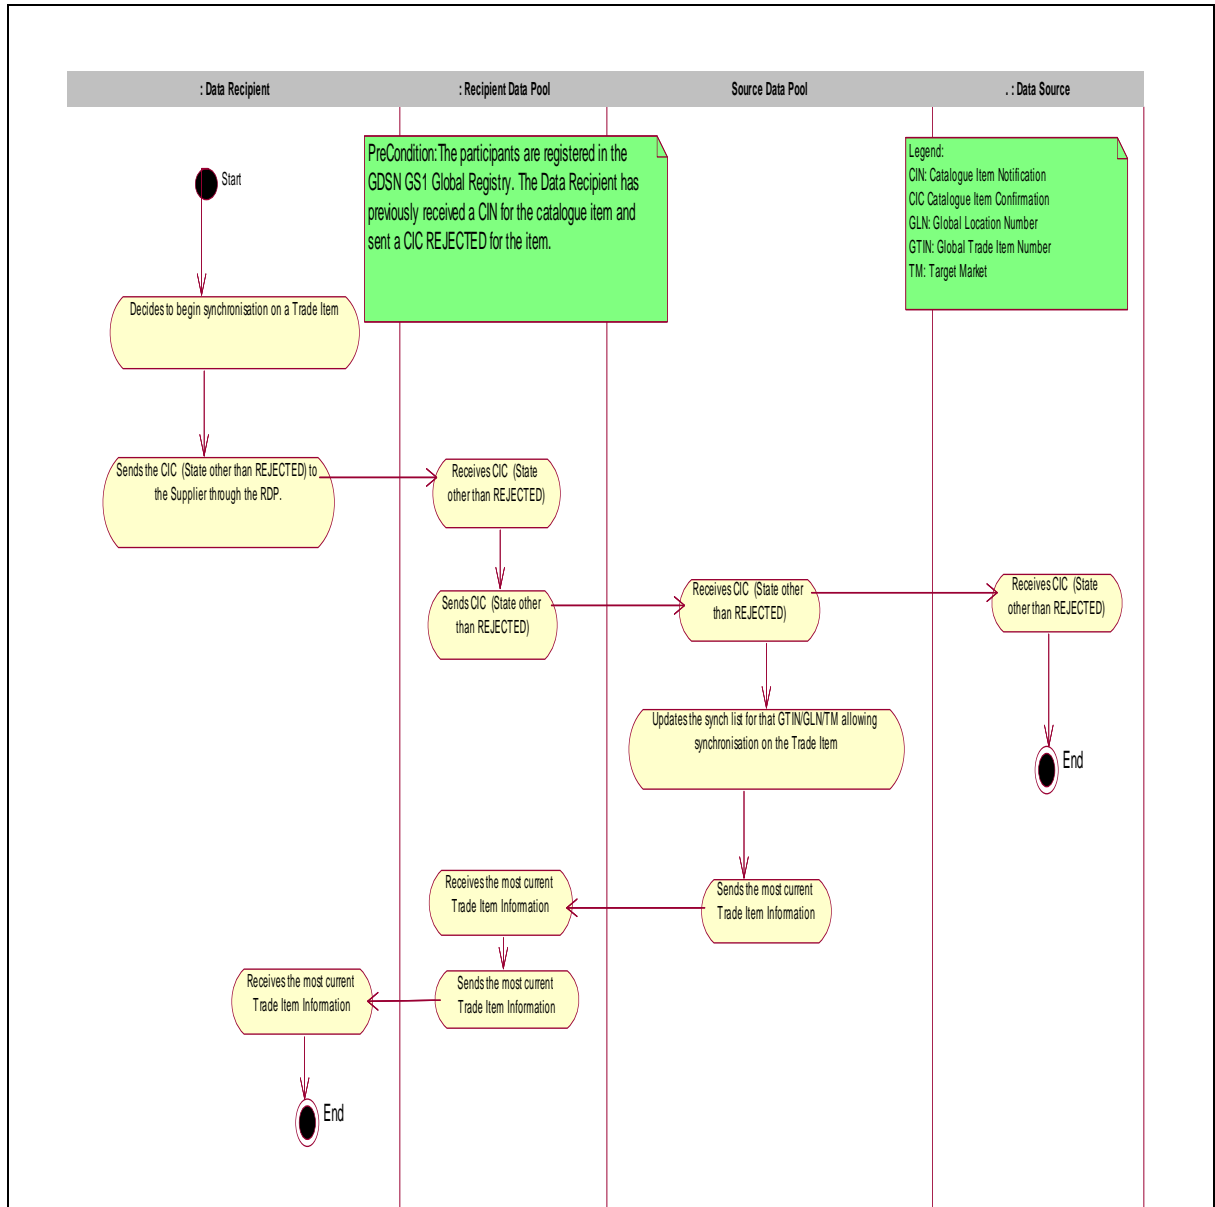 : Data Recipient
: Recipient Data Pool
Source Data Pool
. : Data Source
PreCondition:The participants are registered in the
GDSN GS1 Global Registry. The Data Recipient has
previously received a CIN for the catalogue item and
sent a CIC REJECTED for the item.
Legend:
CIN: Catalogue Item Notification
CIC Catalogue Item Confirmation
GLN: Global Location Number
GTIN: Global Trade Item Number
TM: Target Market
Start
Decides to begin synchronisation on a Trade Item
Sends the CIC (State other than REJECTED) to
the Supplier through the RDP.
Receives CIC (State
other than REJECTED)
Sends CIC (State other
than REJECTED)
Receives CIC (State other
than REJECTED)
Receives CIC (State
other than REJECTED)
Updates the synch list for that GTIN/GLN/TM allowing
synchronisation on the Trade Item
End
Sends the most current
Trade Item Information
Receives the most current
Trade Item Information
Sends the most current
Trade Item Information
Receives the most current
Trade Item Information
End